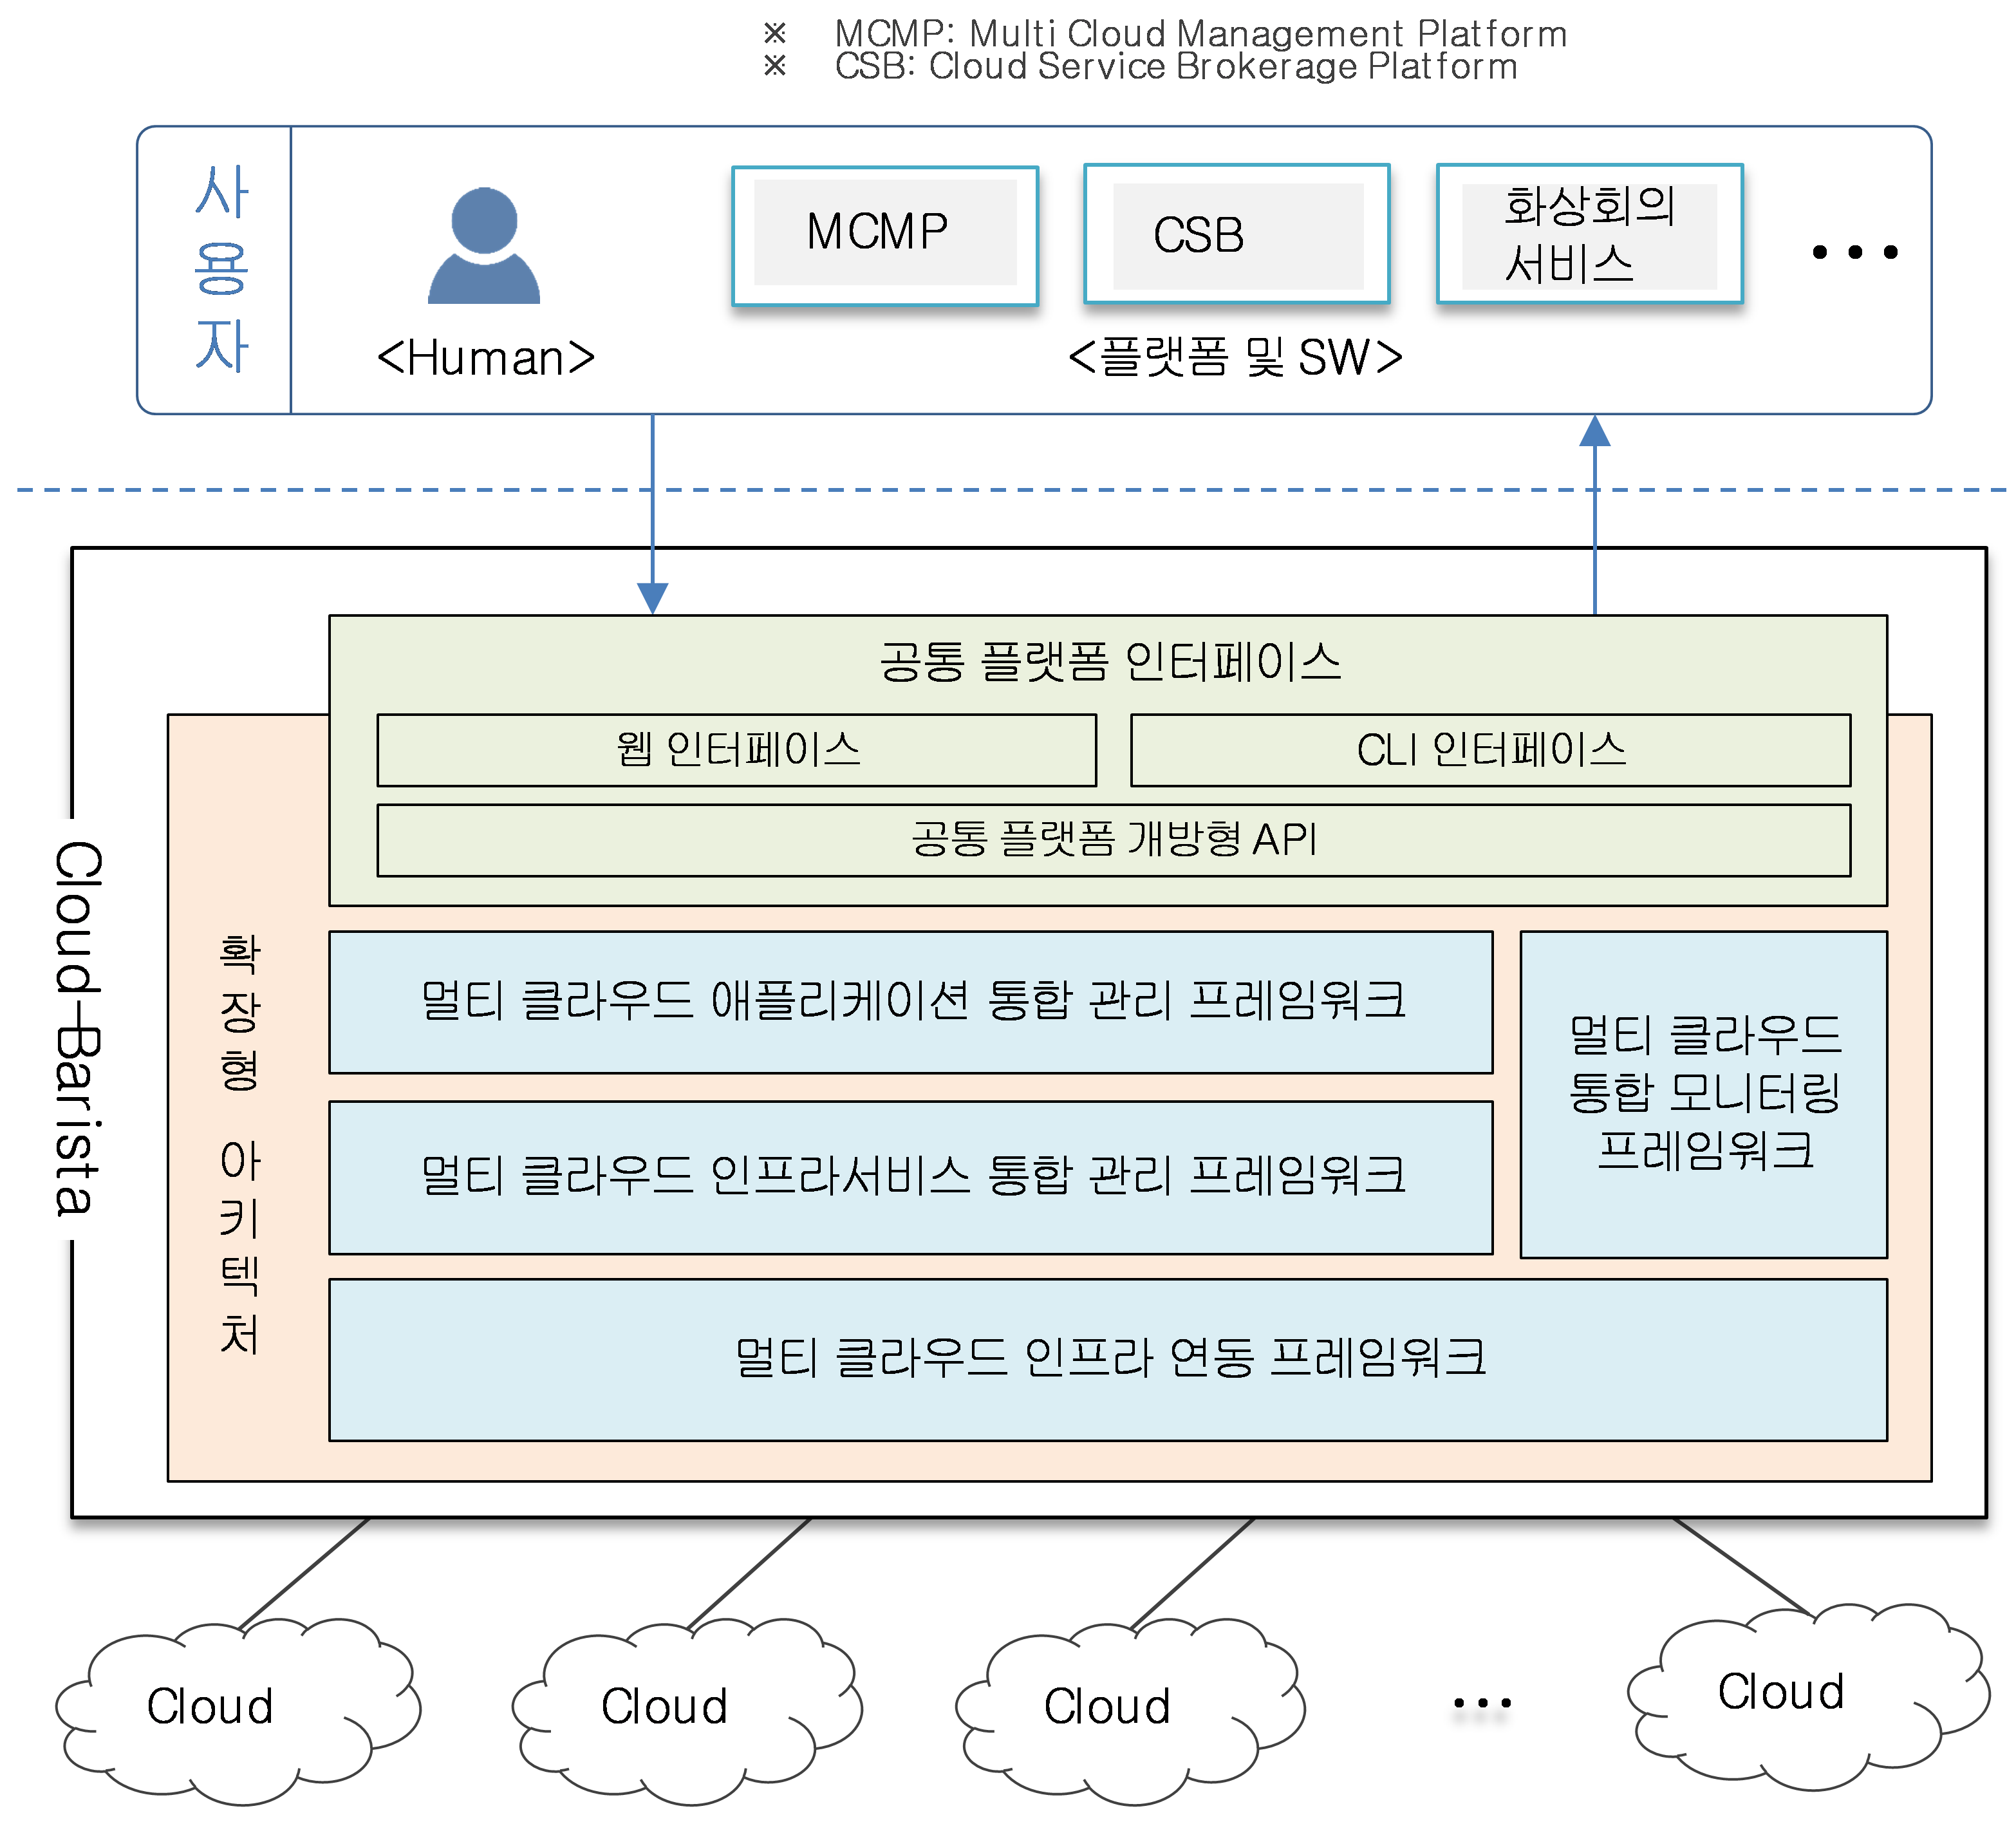 ※ MCMP: Multi Cloud Management Platform
※ CSB: Cloud Service Brokerage Platform
사용자
MCMP
CSB
화상회의
서비스
...
<Human>
<플랫폼 및 SW>
공통 플랫폼 인터페이스
웹 인터페이스
CLI 인터페이스
공통 플랫폼 개방형 API
Cloud-Barista
확장형 아키텍처
멀티 클라우드 애플리케이션 통합 관리 프레임워크
멀티 클라우드
통합 모니터링
프레임워크
멀티 클라우드 인프라서비스 통합 관리 프레임워크
멀티 클라우드 인프라 연동 프레임워크
Cloud
Cloud
Cloud
...
Cloud